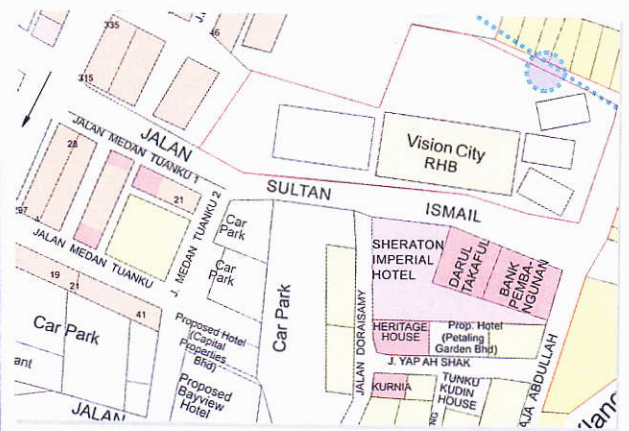 335
46
315
JALAN
SULTAN
ISMAIL
JALAN MEDAN TUANKU 1
28
21
J. MEDAN TUANKU 2
JALAN MEDAN TUANKU
Vision City
RHB
Car
Park
Car
Park
Car Park
SHERATON
IMPERIAL
HOTEL
DARUL
TAKAFUL
BANK
PEMBA-
NGUNAN
19
21
41
Car Park
Proposed Hotel
(Capital
Properties
Bhd)
Proposed
Bayview
Hotel
JALAN DORAISAMY
HERITAGE
HOUSE
Prop. Hotel
(Petaling
Garden Bhd)
J. YAP AH SHAK
KURNIA
TUNKU
KUDIN
HOUSE
AJA ABDULLAH
ant
JALAN
NG